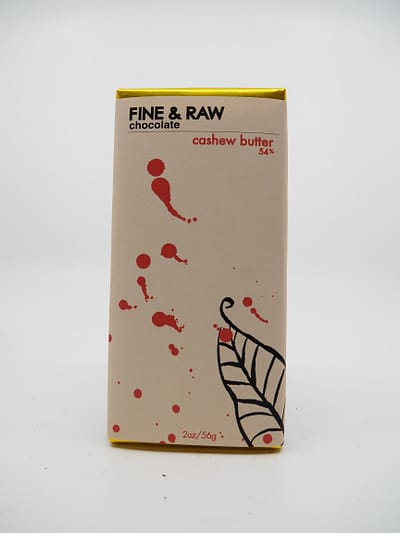 FINE & RAW
chocolate
cashew butter
54%
2oz/56g